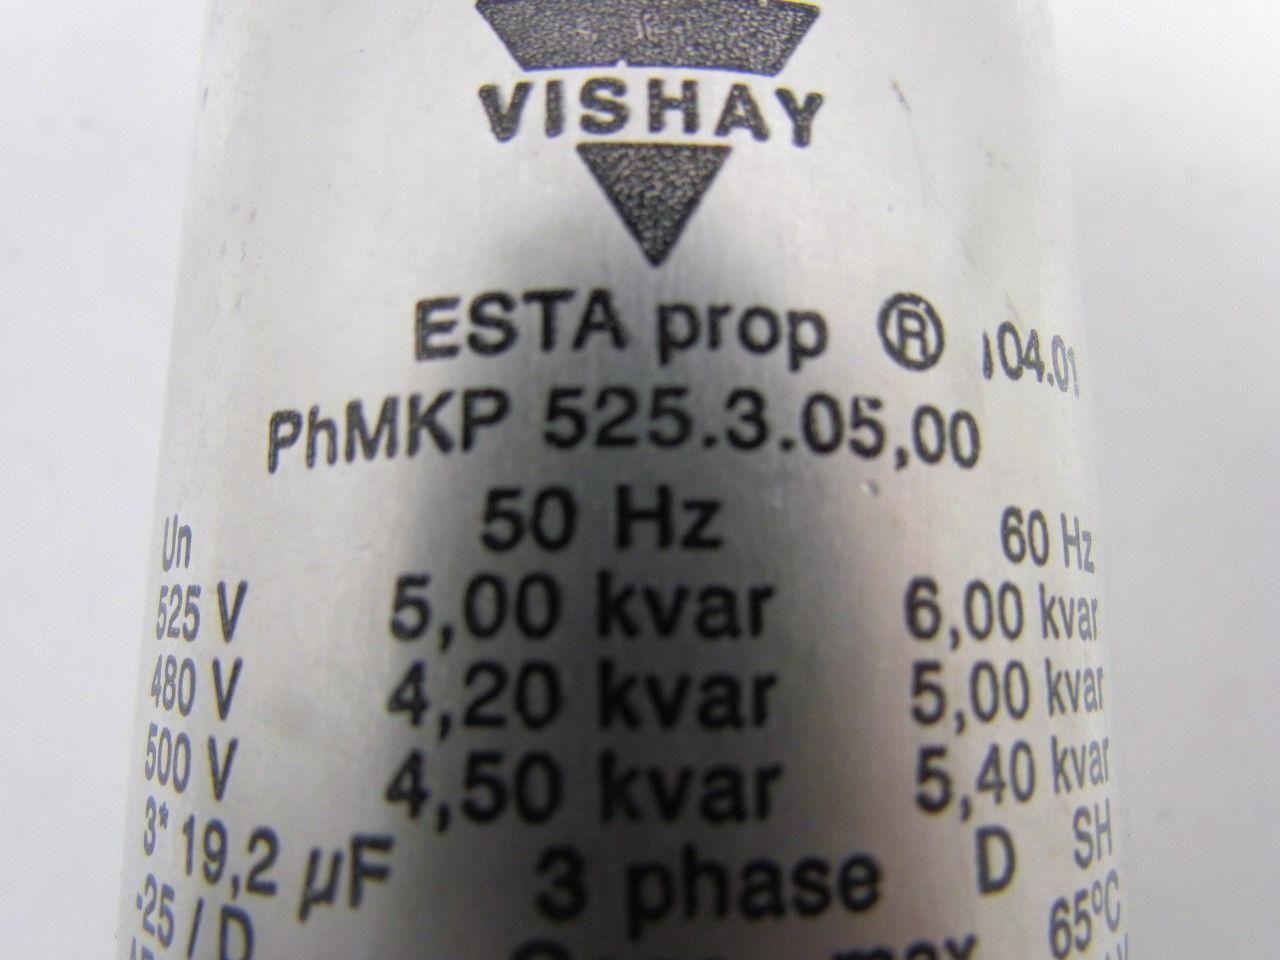 VISHAY
ESTA prop ® 04.01
PhMKP 525.3.05,00
Un 50 Hz 60 Hz
525 V 5,00 kvar 6,00 kvar
480 V 4,20 kvar 5,00 kvar
500 V 4,50 kvar 5,40 kvar
3* 19,2 µF 3 phase D SH
-25 / D 65°C
max